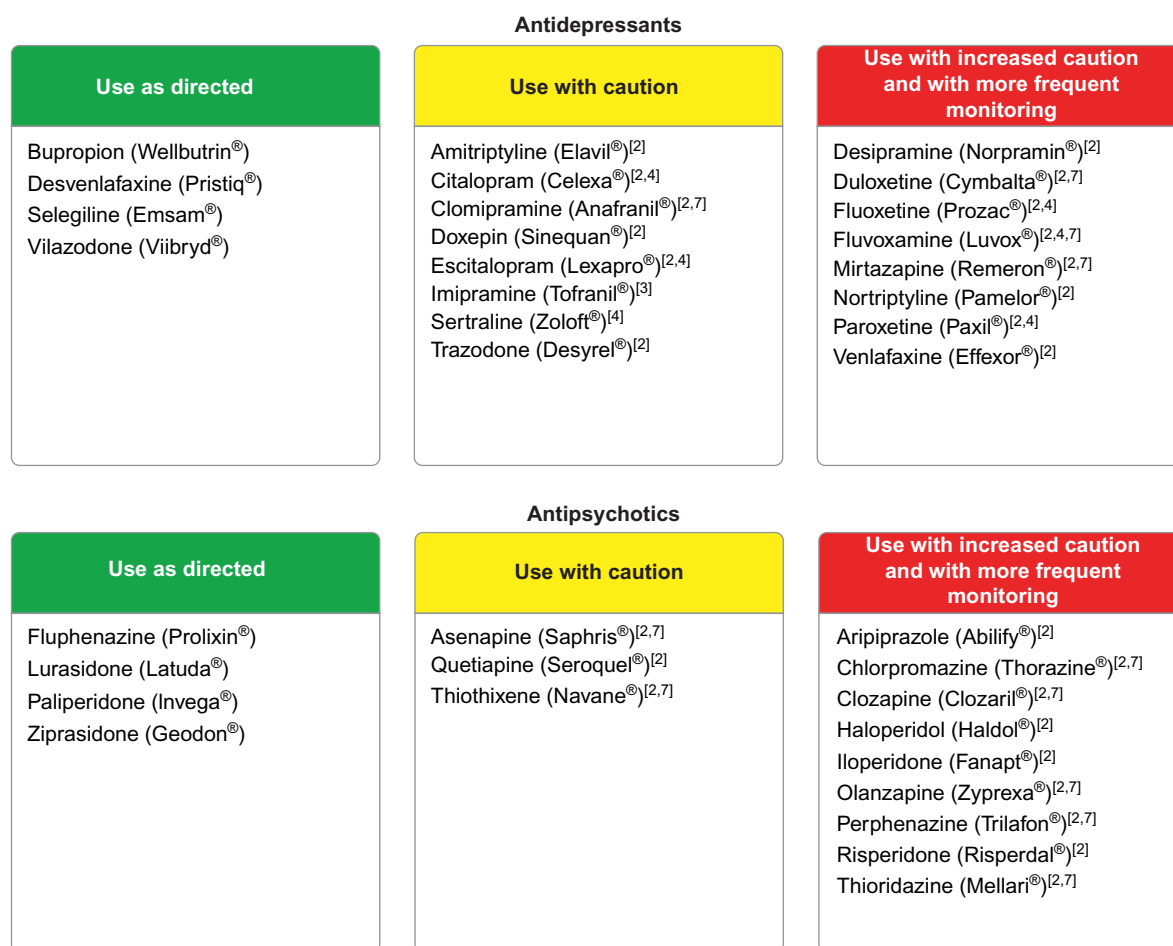 Antidepressants
Use as directed
Bupropion (Wellbutrin®)
Desvenlafaxine (Pristiq®)
Selegiline (Emsam®)
Vilazodone (Viibryd®)
Use with caution
Amitriptyline (Elavil®)[2]
Citalopram (Celexa®)[2,4]
Clomipramine (Anafranil®)[2,7]
Doxepin (Sinequan®)[2]
Escitalopram (Lexapro®)[2,4]
Imipramine (Tofranil®)[3]
Sertraline (Zoloft®)[4]
Trazodone (Desyrel®)[2]
Use with increased caution
and with more frequent
monitoring
Desipramine (Norpramin®)[2]
Duloxetine (Cymbalta®)[2,7]
Fluoxetine (Prozac®)[2,4]
Fluvoxamine (Luvox®)[2,4,7]
Mirtazapine (Remeron®)[2,7]
Nortriptyline (Pamelor®)[2]
Paroxetine (Paxil®)[2,4]
Venlafaxine (Effexor®)[2]
Antipsychotics
Use as directed
Fluphenazine (Prolixin®)
Lurasidone (Latuda®)
Paliperidone (Invega®)
Ziprasidone (Geodon®)
Use with caution
Asenapine (Saphris®)[2,7]
Quetiapine (Seroquel®)[2]
Thiothixene (Navane®)[2,7]
Use with increased caution
and with more frequent
monitoring
Aripiprazole (Abilify®)[2]
Chlorpromazine (Thorazine®)[2,7]
Clozapine (Clozaril®)[2,7]
Haloperidol (Haldol®)[2]
Iloperidone (Fanapt®)[2]
Olanzapine (Zyprexa®)[2,7]
Perphenazine (Trilafon®)[2,7]
Risperidone (Risperdal®)[2]
Thioridazine (Mellari®)[2,7]